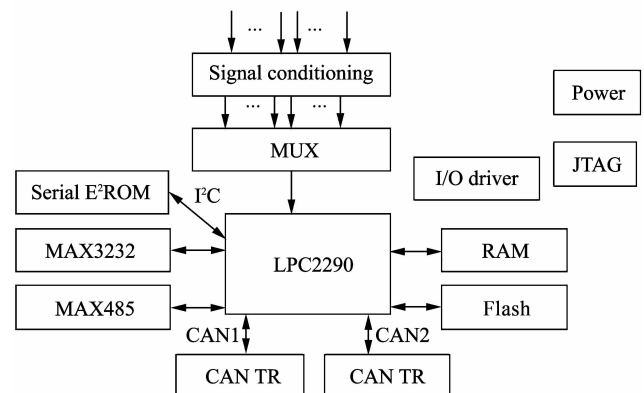 ... ...
Signal conditioning
... ...
Power
MUX
JTAG
I/O driver
Serial E²ROM
I²C
MAX3232
LPC2290
RAM
MAX485
Flash
CAN1
CAN2
CAN TR
CAN TR